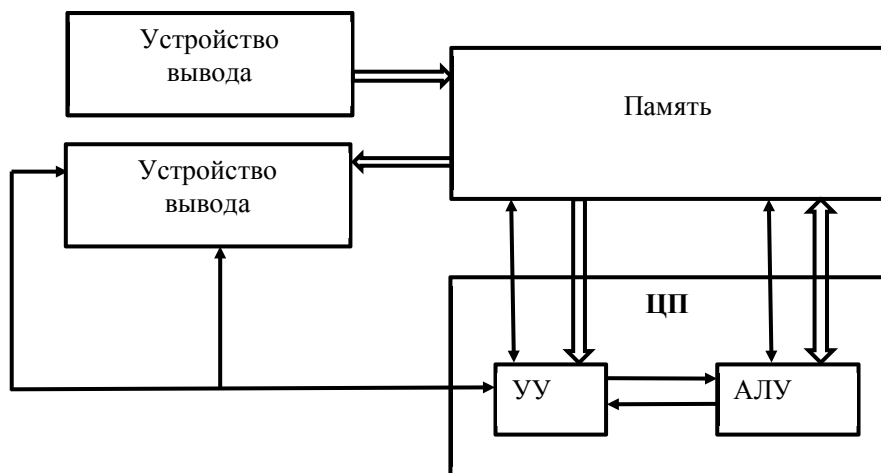 Устройство
вывода
Память
Устройство
вывода
ЦП
УУ
АЛУ